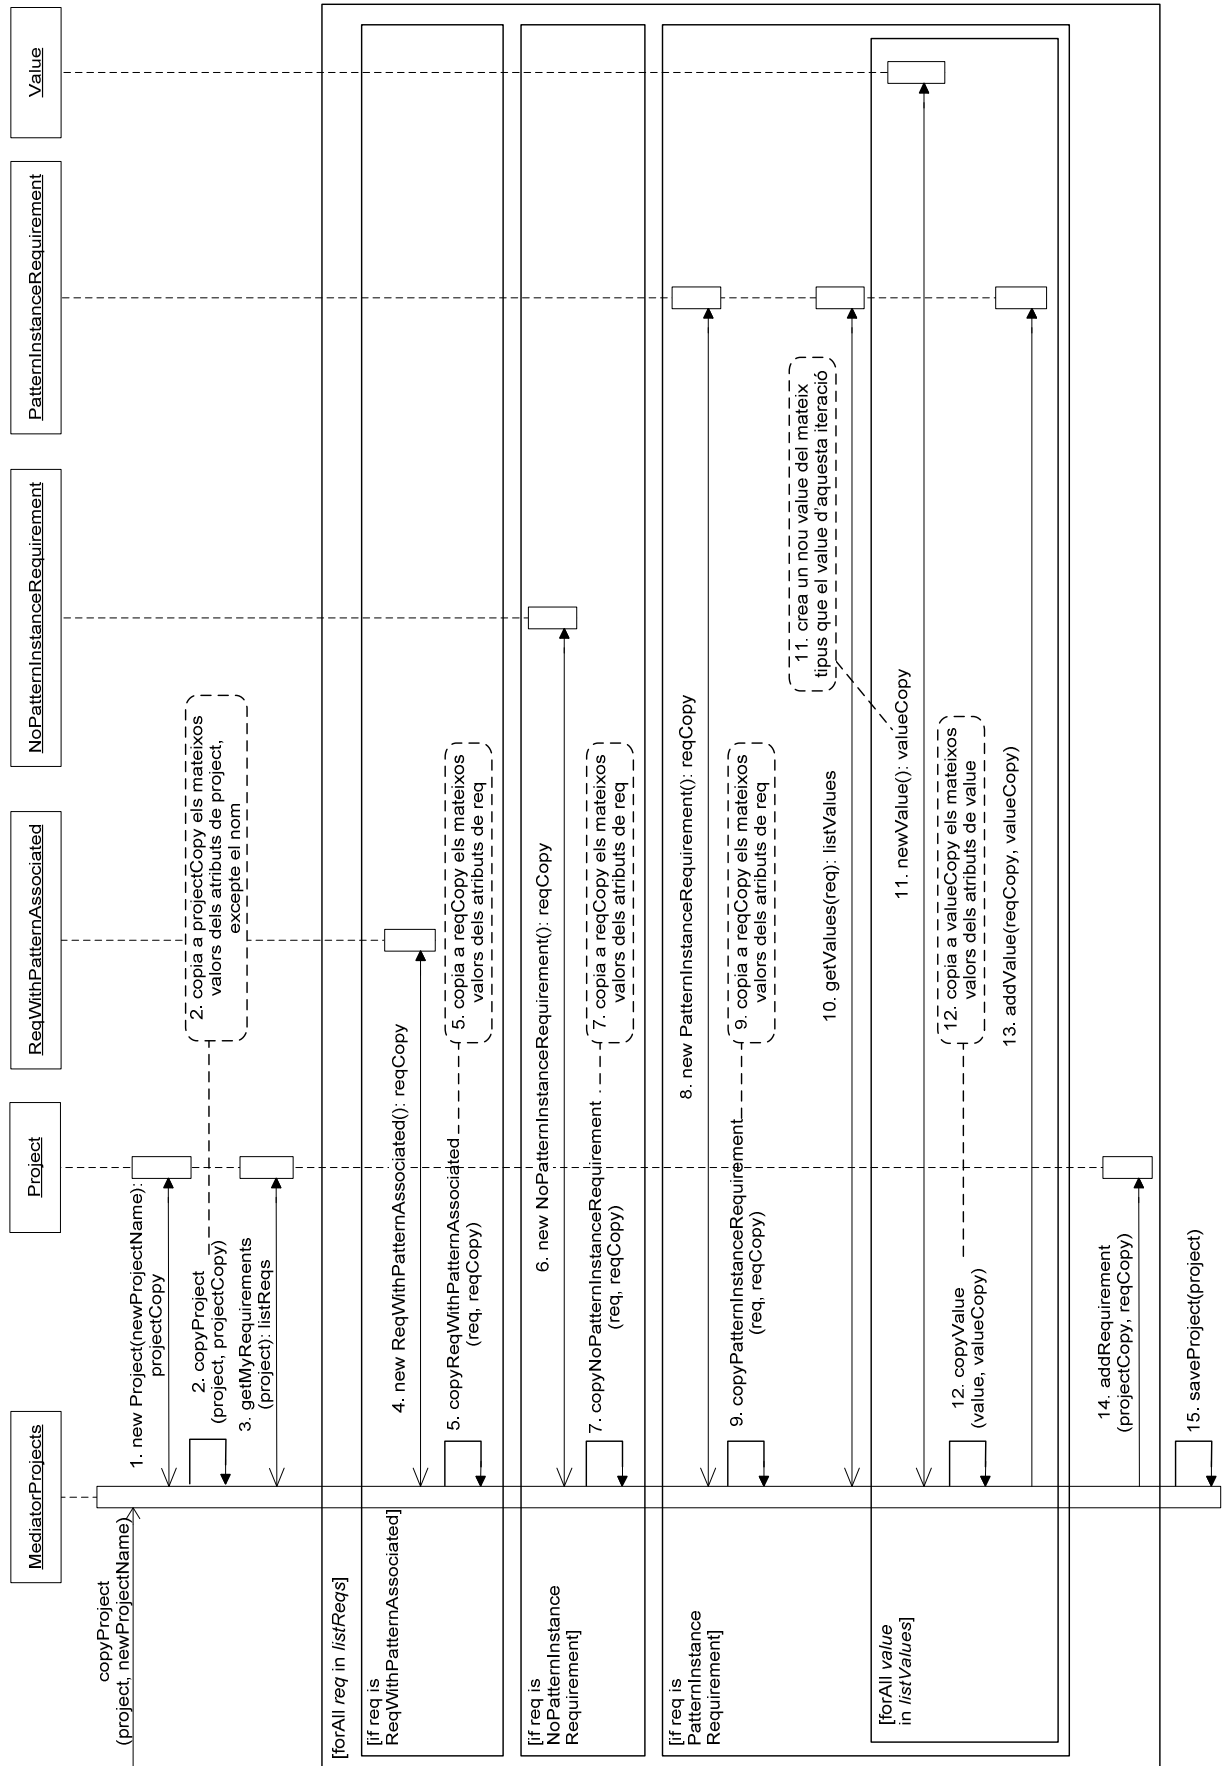 MediatorProjects
Project
ReqWithPatternAssociated
NoPatternInstanceRequirement
PatternInstanceRequirement
Value
copyProject
(project, newProjectName)
1. new Project(newProjectName):
projectCopy
2. copyProject
(project, projectCopy)
2. copia a projectCopy els mateixos
valors dels atributs de project,
excepte el nom
3. getMyRequirements
(project): listReqs
[forAll req in listReqs]
[if req is
ReqWithPatternAssociated]
4. new ReqWithPatternAssociated(): reqCopy
5. copyReqWithPatternAssociated
(req, reqCopy)
5. copia a reqCopy els mateixos
valors dels atributs de req
[if req is
NoPatternInstance
Requirement]
6. new NoPatternInstanceRequirement(): reqCopy
7. copyNoPatternInstanceRequirement
(req, reqCopy)
7. copia a reqCopy els mateixos
valors dels atributs de req
[if req is
PatternInstance
Requirement]
8. new PatternInstanceRequirement(): reqCopy
9. copyPatternInstanceRequirement
(req, reqCopy)
9. copia a reqCopy els mateixos
valors dels atributs de req
10. getValues(req): listValues
11. crea un nou value del mateix
tipus que el value d'aquesta iteració
[forAll value
in listValues]
11. newValue(): valueCopy
12. copyValue
(value, valueCopy)
12. copia a valueCopy els mateixos
valors dels atributs de value
13. addValue(reqCopy, valueCopy)
14. addRequirement
(projectCopy, reqCopy)
15. saveProject(project)